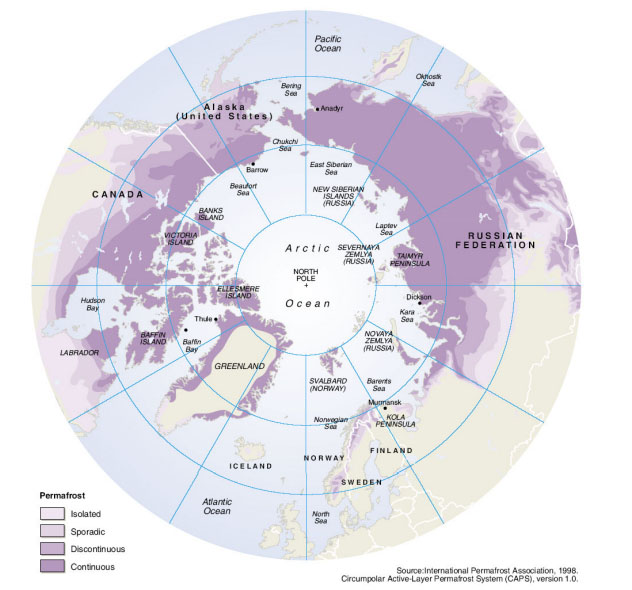 Pacific
Ocean
Okhostk
Sea
Bering
Sea
Alaska
(United States)
Anadyr
Chukchi
Sea
Barrow
East Siberian
Sea
Beaufort
Sea
NEW SIBERIAN
ISLANDS
(RUSSIA)
CANADA
BANKS
ISLAND
Laptev
Sea
VICTORIA
ISLAND
RUSSIAN
FEDERATION
Arctic
SEVERNAYA
ZEMLYA
(RUSSIA)
TAIMYR
PENINSULA
NORTH
POLE
+
ELLESMERE
ISLAND
Ocean
Hudson
Bay
Dickson
Kara
Sea
Thule
BAFFIN
ISLAND
Baffin
Bay
NOVAYA
ZEMLYA
(RUSSIA)
LABRADOR
GREENLAND
SVALBARD
(NORWAY)
Barents
Sea
Murmansk
KOLA
PENINSULA
Norwegian
Sea
FINLAND
NORWAY
ICELAND
SWEDEN
Atlantic
Ocean
North
Sea
Permafrost
Isolated
Sporadic
Discontinuous
Continuous
Source:International Permafrost Association, 1998.
Circumpolar Active-Layer Permafrost System (CAPS), version 1.0.